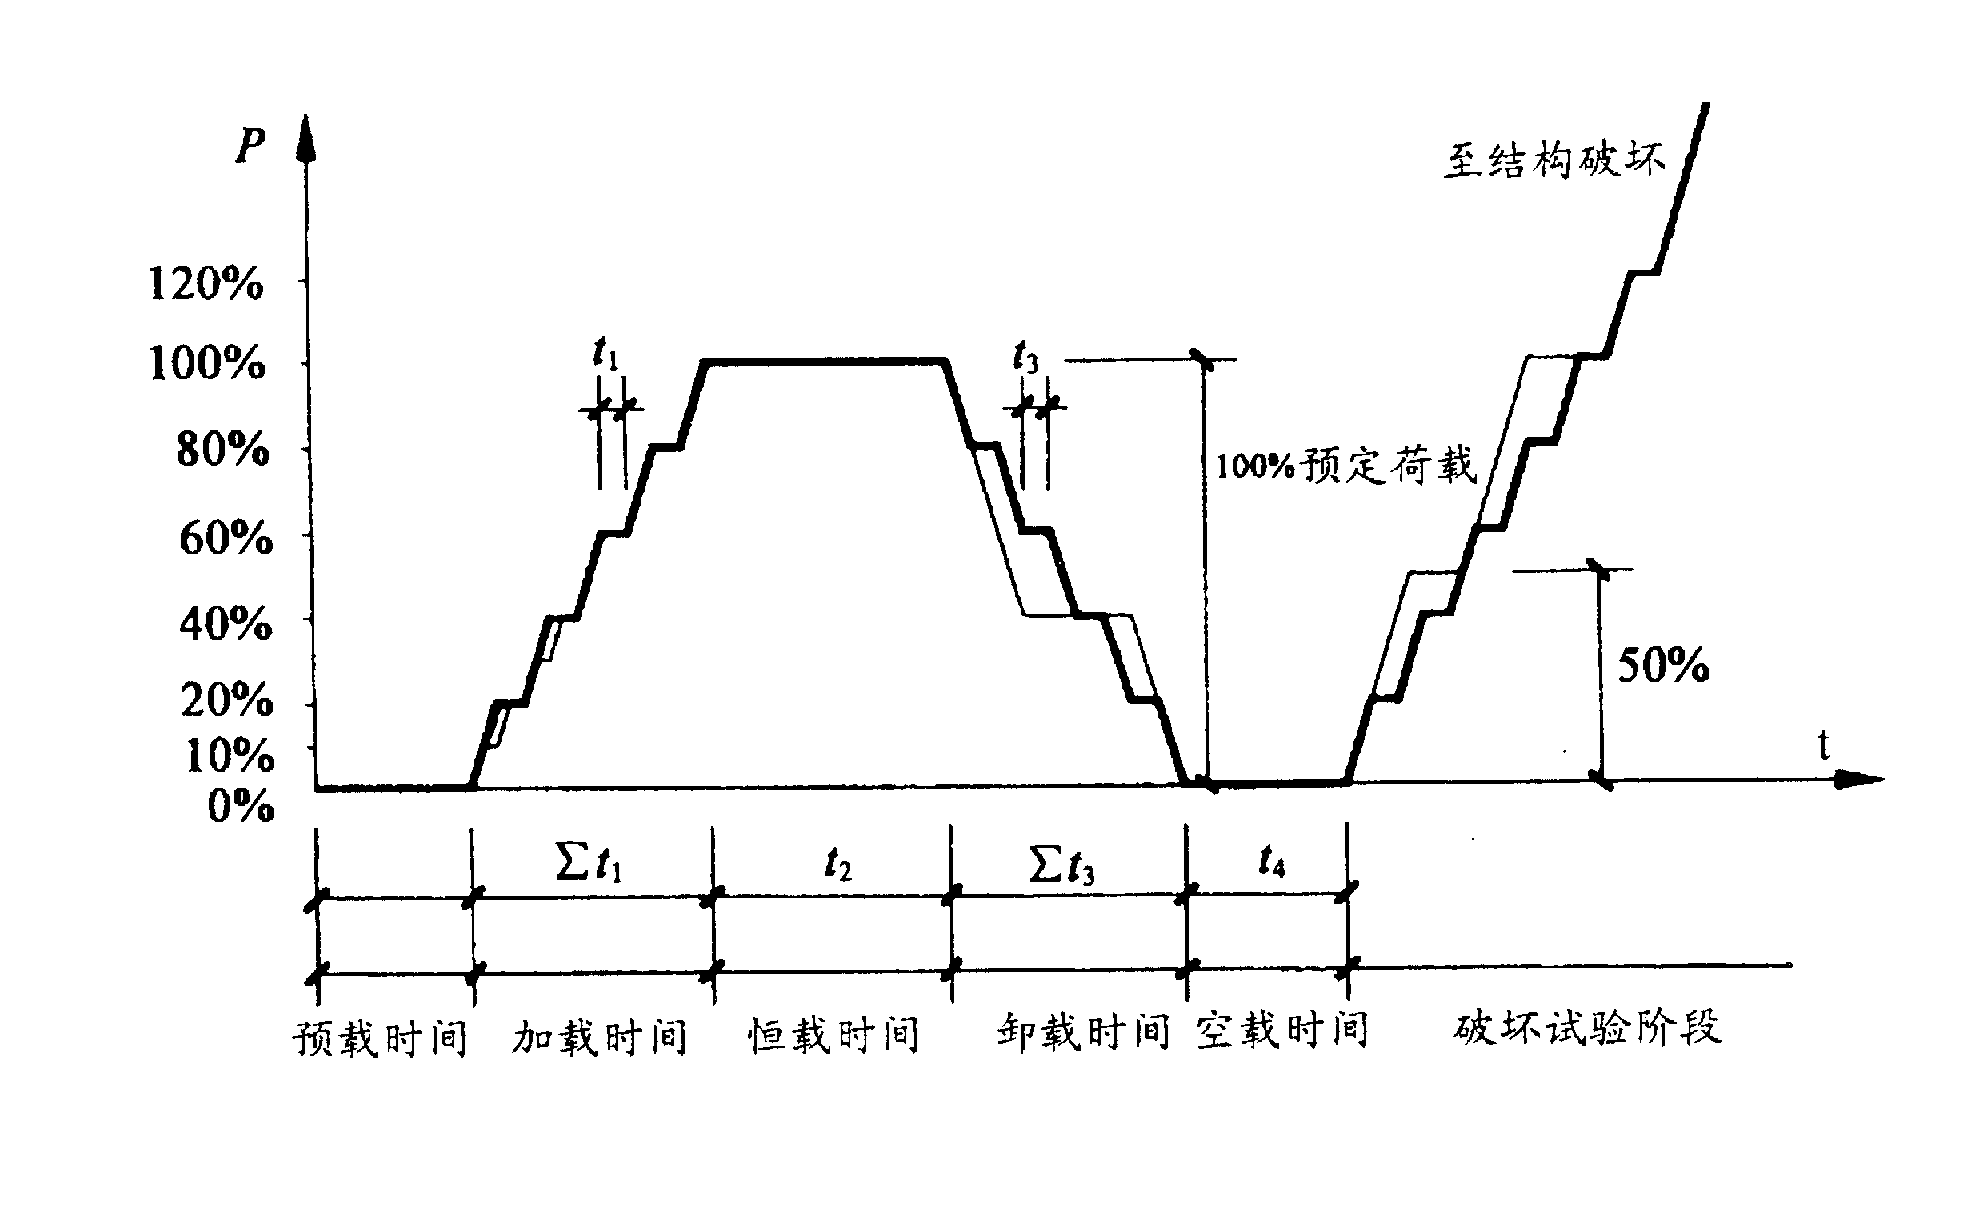 P
至结构破坏
120%
100%
t1
t3
80%
100%预定荷载
60%
40%
50%
20%
10%
t
0%
Σt1
t2
Σt3
t4
预载时间
加载时间
恒载时间
卸载时间
空载时间
破坏试验阶段